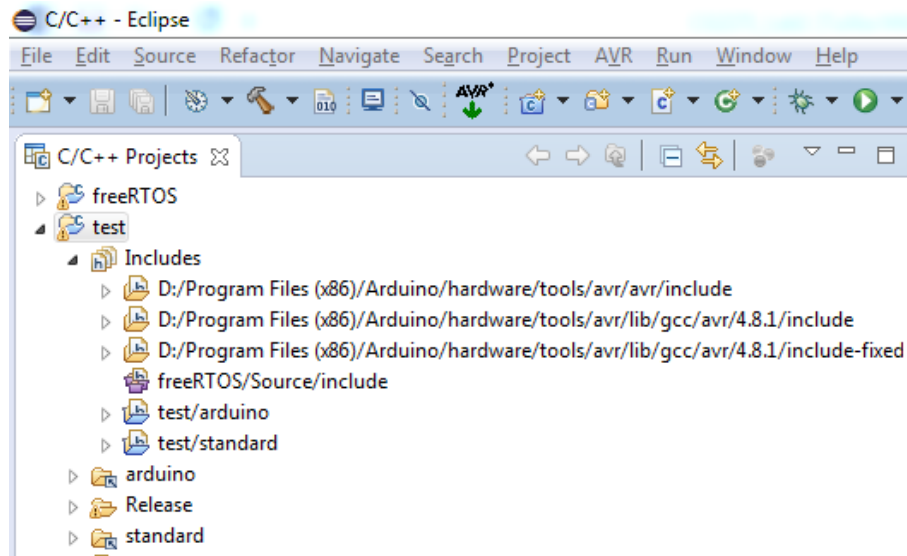 C/C++ - Eclipse
File Edit Source Refactor Navigate Search Project AVR Run Window Help
010 AVR* C C C
C/C++ Projects
freeRTOS
test
Includes
D:/Program Files (x86)/Arduino/hardware/tools/avr/avr/include
D:/Program Files (x86)/Arduino/hardware/tools/avr/lib/gcc/avr/4.8.1/include
D:/Program Files (x86)/Arduino/hardware/tools/avr/lib/gcc/avr/4.8.1/include-fixed
freeRTOS/Source/include
test/arduino
test/standard
arduino
Release
standard